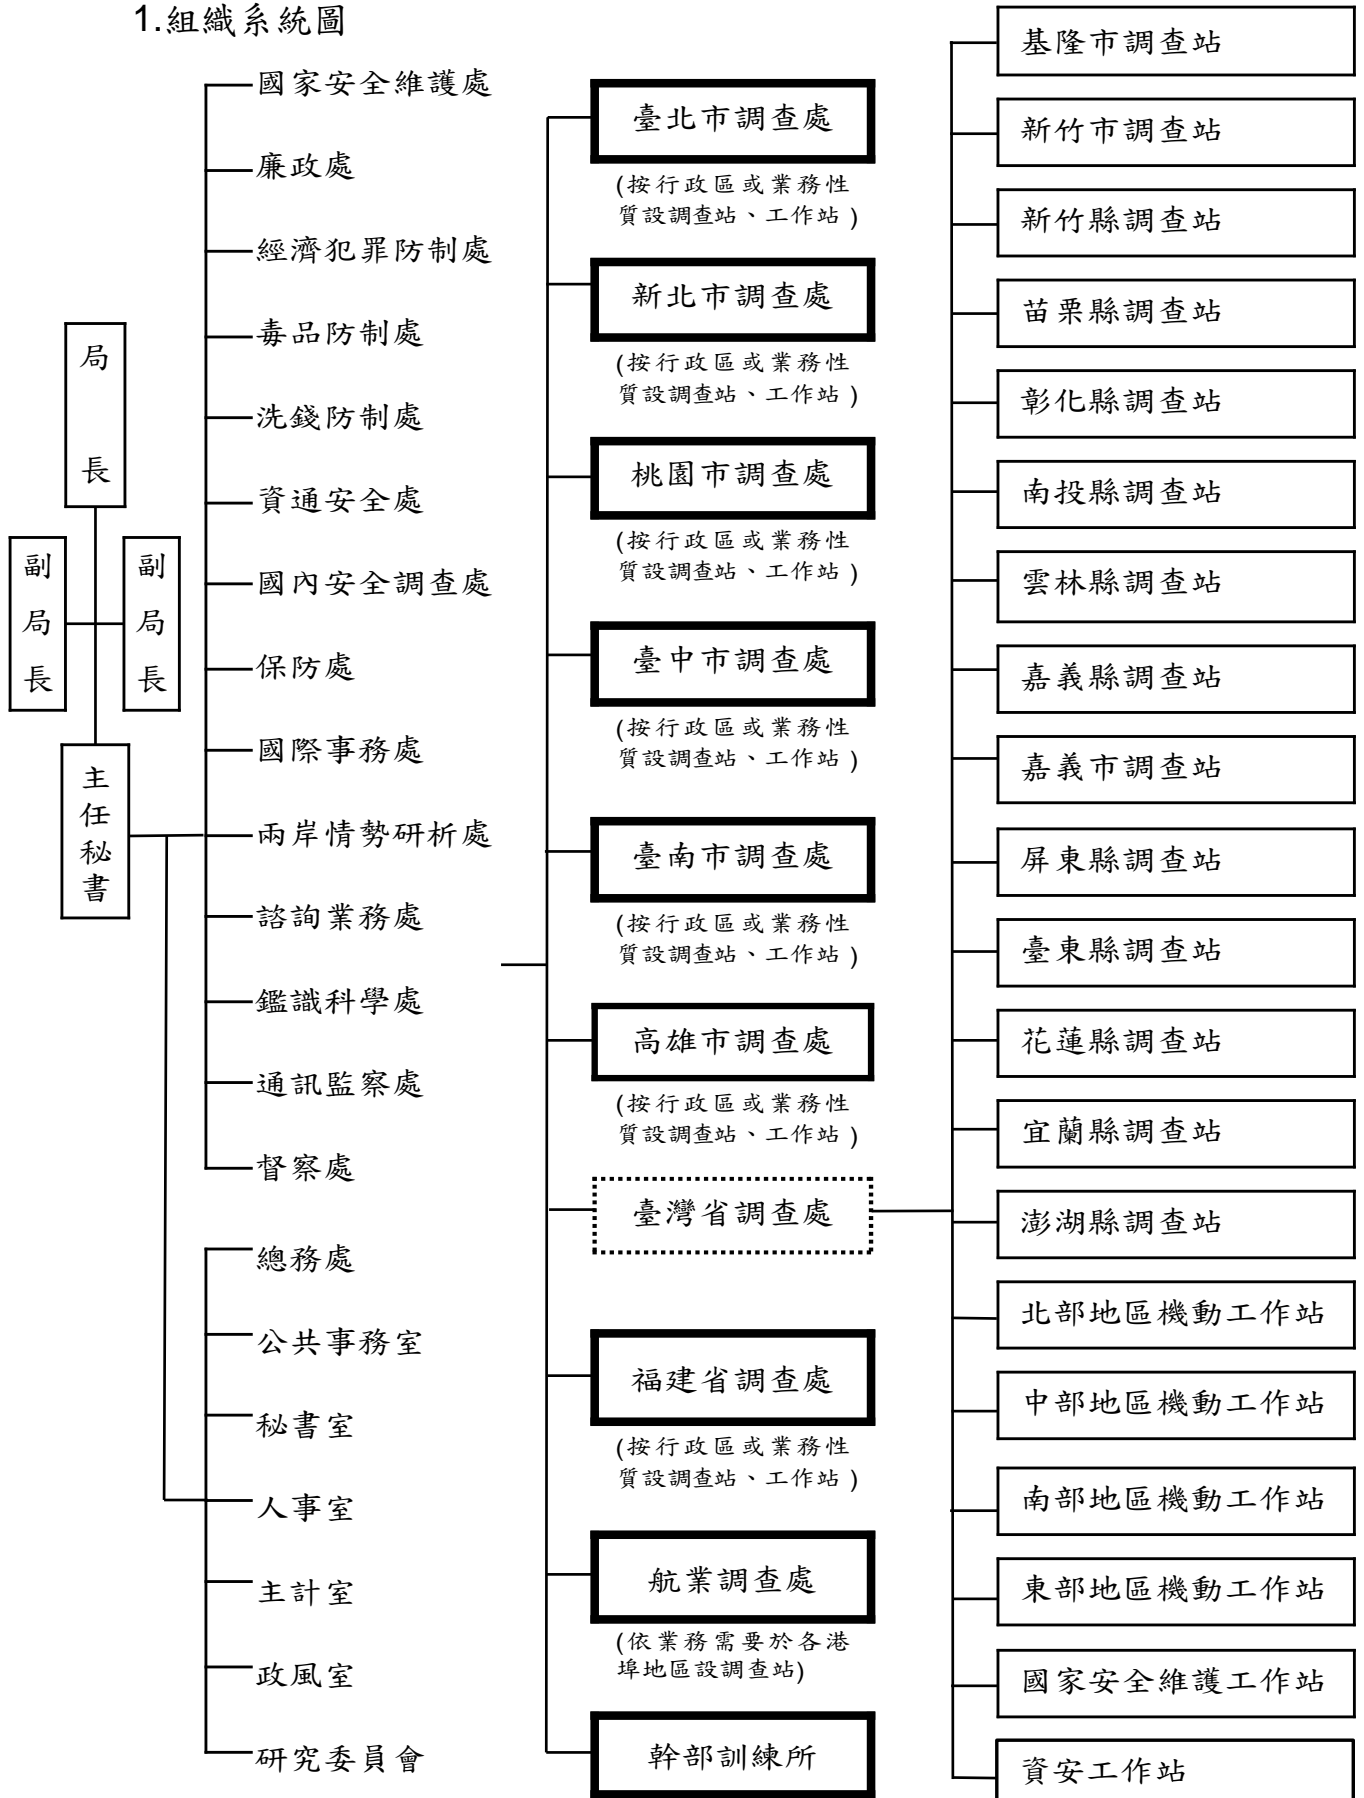 1.組織系統圖
局長
副局長
副局長
主任秘書
國家安全維護處
廉政處
經濟犯罪防制處
毒品防制處
洗錢防制處
資通安全處
國內安全調查處
保防處
國際事務處
兩岸情勢研析處
諮詢業務處
鑑識科學處
通訊監察處
督察處
總務處
公共事務室
秘書室
人事室
主計室
政風室
研究委員會
臺北市調查處
(按行政區或業務性
質設調查站、工作站)
新北市調查處
(按行政區或業務性
質設調查站、工作站)
桃園市調查處
(按行政區或業務性
質設調查站、工作站)
臺中市調查處
(按行政區或業務性
質設調查站、工作站)
臺南市調查處
(按行政區或業務性
質設調查站、工作站)
高雄市調查處
(按行政區或業務性
質設調查站、工作站)
臺灣省調查處
福建省調查處
(按行政區或業務性
質設調查站、工作站)
航業調查處
(依業務需要於各港
埠地區設調查站)
幹部訓練所
基隆市調查站
新竹市調查站
新竹縣調查站
苗栗縣調查站
彰化縣調查站
南投縣調查站
雲林縣調查站
嘉義縣調查站
嘉義市調查站
屏東縣調查站
臺東縣調查站
花蓮縣調查站
宜蘭縣調查站
澎湖縣調查站
北部地區機動工作站
中部地區機動工作站
南部地區機動工作站
東部地區機動工作站
國家安全維護工作站
資安工作站